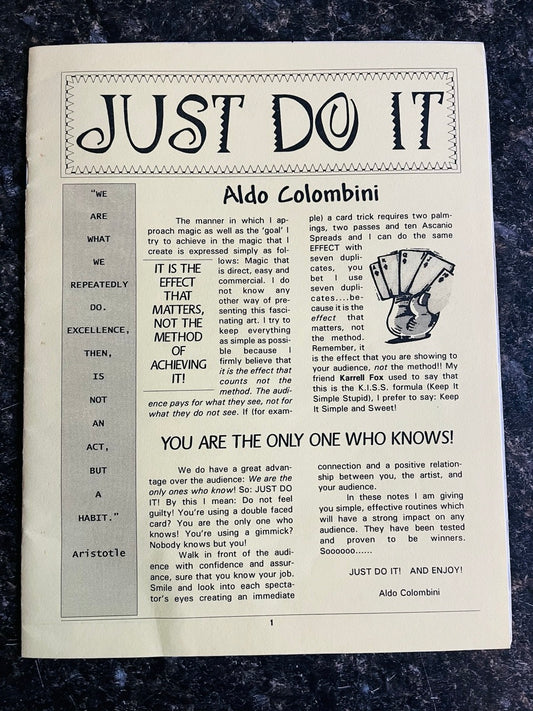 JUST DO IT
"WE
ARE
WHAT
WE
REPEATEDLY
DO.
EXCELLENCE,
THEN,
IS
NOT
AN
ACT,
BUT
A
HABIT."
Aristotle
Aldo Colombini
The manner in which I ap-
proach magic as well as the 'goal' I
try to achieve in the magic that I
create is expressed simply as fol-
lows: Magic that
is direct, easy and
commercial. I do
not know any
other way of pre-
senting this fasci-
nating art. I try to
keep everything
as simple as possi-
ble because I
firmly believe that
it is the effect that
counts not the
method. The audi-
ence pays for what they see, not for
what they do not see. If (for exam-
IT IS THE
EFFECT
THAT
MATTERS,
NOT THE
METHOD
OF
ACHIEVING
IT!
ple) a card trick requires two palm-
ings, two passes and ten Ascanio
Spreads and I can do the same
EFFECT with
seven dupli-
cates, you
bet I use
seven dupli-
cates....be-
cause it is the
effect that
matters, not
the method.
Remember, it
is the effect that you are showing to
your audience, not the method!! My
friend Karrell Fox used to say that
this is the K.I.S.S. formula (Keep It
Simple Stupid), I prefer to say: Keep
It Simple and Sweet!
YOU ARE THE ONLY ONE WHO KNOWS!
We do have a great advan-
tage over the audience: We are the
only ones who know! So: JUST DO
IT! By this I mean: Do not feel
guilty! You're using a double faced
card? You are the only one who
knows! You're using a gimmick?
Nobody knows but you!
Walk in front of the audi-
ence with confidence and assur-
ance, sure that you know your job.
Smile and look into each specta-
tor's eyes creating an immediate
connection and a positive relation-
ship between you, the artist, and
your audience.
In these notes I am giving
you simple, effective routines which
will have a strong impact on any
audience. They have been tested
and proven to be winners.
Soooooo......
JUST DO IT! AND ENJOY!
Aldo Colombini
1